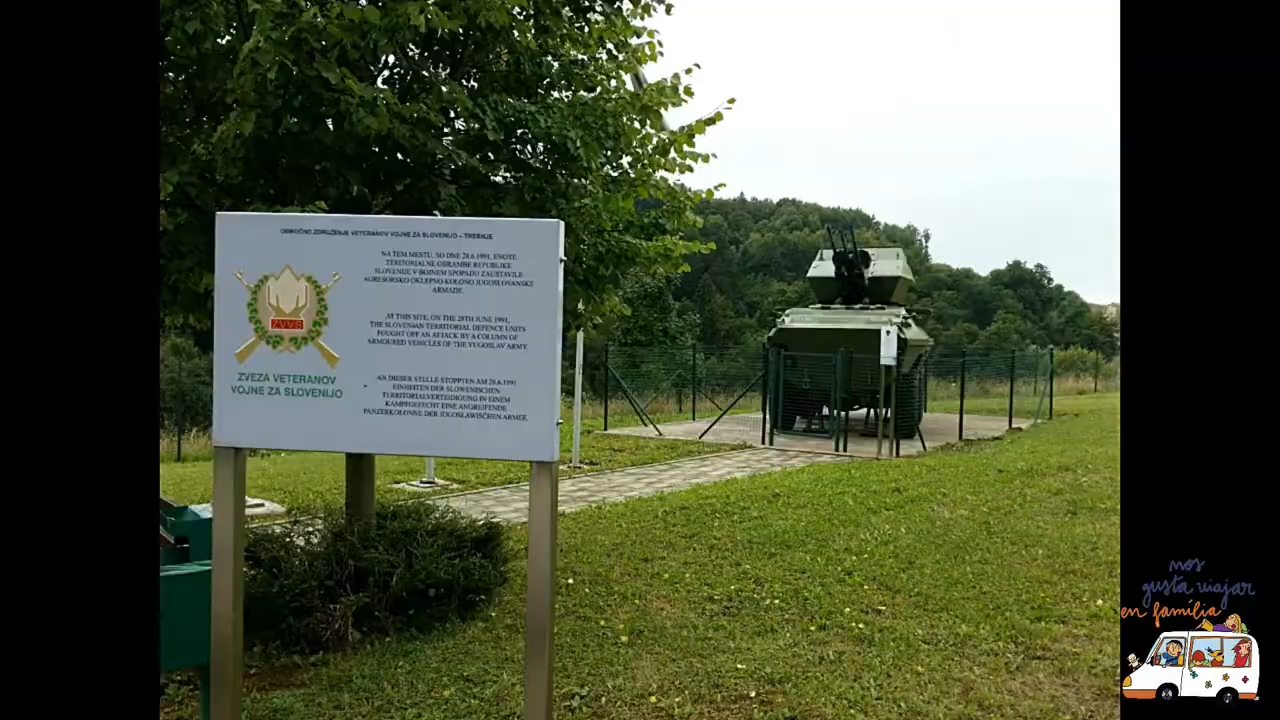 OBMOČNO ZDRUŽENJE VETERANOV VOJNE ZA SLOVENIJO – TREBNJE
NA TEM MESTU, SO DNE 28.6.1991, ENOTE
TERITORIALNE OBRAMBE REPUBLIKE
SLOVENIJE V BOJNEM SPOPADU ZAUSTAVILE
AGRESORSKO OKLEPNO KOLONO JUGOSLOVANSKE
ARMADE.
AT THIS SITE, ON THE 28TH JUNE 1991,
THE SLOVENIAN TERRITORIAL DEFENCE UNITS
FOUGHT OFF AN ATTACK BY A COLUMN OF
ARMOURED VEHICLES OF THE YUGOSLAV ARMY.
AN DIESER STELLE STOPPTEN AM 28.6.1991
EINHEITEN DER SLOWENISCHEN
TERRITORIALVERTEIDIGUNG IN EINEM
KAMPFGEFECHT EINE ANGREIFENDE
PANZERKOLONNE DER JUGOSLAWISCHEN ARMEE.
ZVVS
ZVEZA VETERANOV
VOJNE ZA SLOVENIJO
nos
gusta viajar
en familia